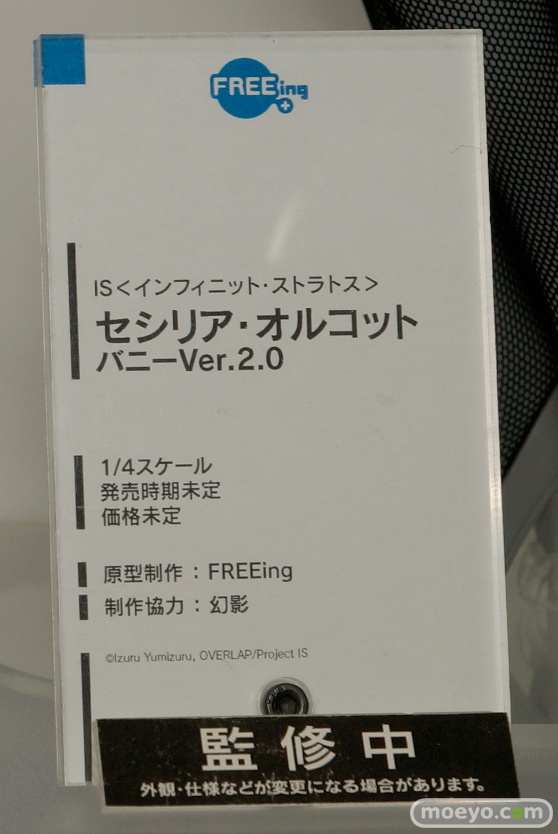 FREEing
IS<インフィニット・ストラトス>
セシリア・オルコット
バニーVer.2.0
1/4スケール
発売時期未定
価格未定
原型制作：FREEing
制作協力：幻影
©Izuru Yumizuru, OVERLAP/Project IS
監修中
外観・仕様などが変更になる場合があります。
moeyo.com